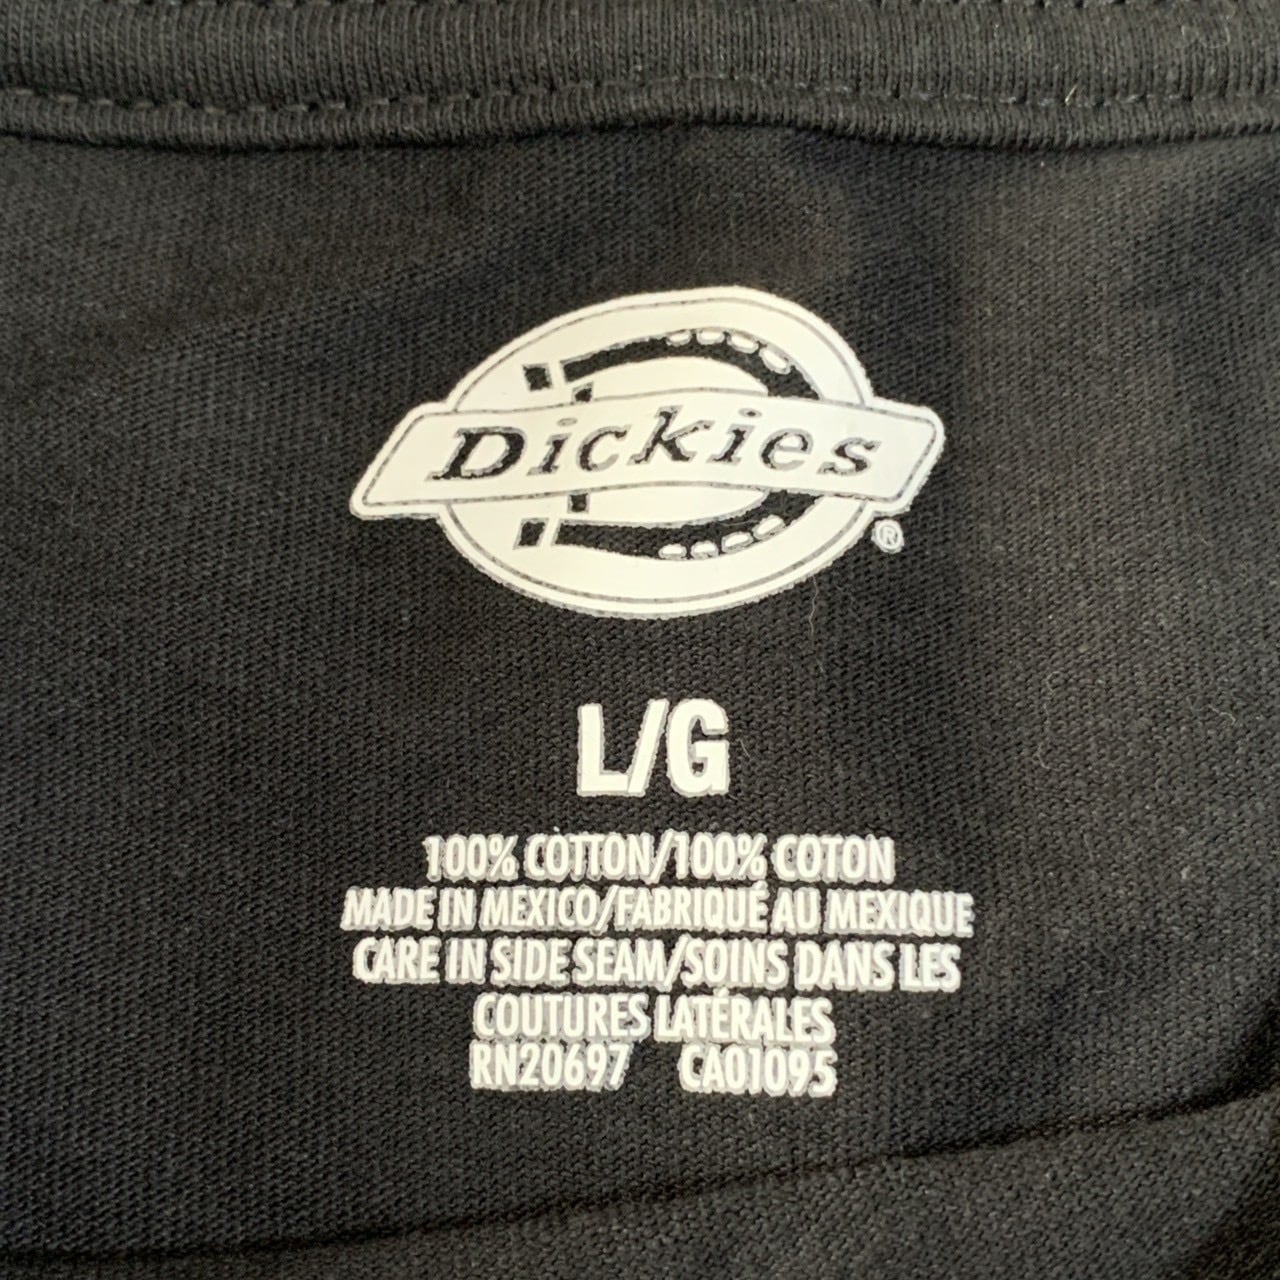 Dickies
®
L/G
100% COTTON/100% COTON
MADE IN MEXICO/FABRIQUÉ AU MEXIQUE
CARE IN SIDE SEAM/SOINS DANS LES
COUTURES LATÉRALES
RN20697 CA01095